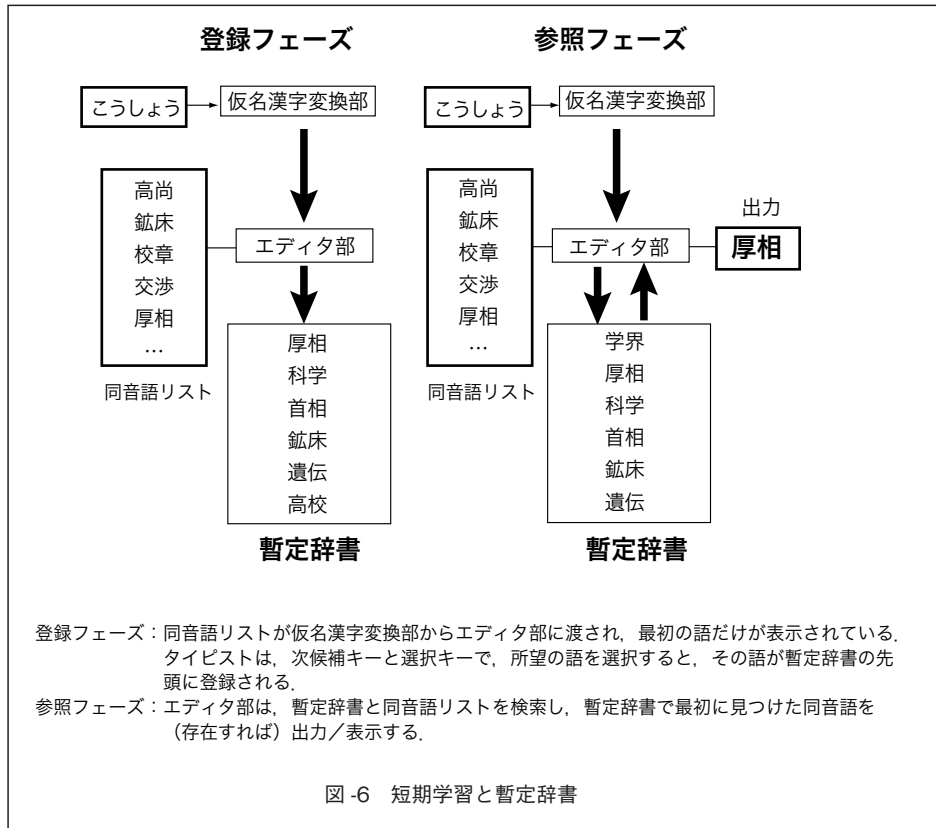 登録フェーズ
こうしょう
仮名漢字変換部
高尚
鉱床
校章
交渉
厚相
…
同音語リスト
エディタ部
厚相
科学
首相
鉱床
遺伝
高校
暫定辞書
参照フェーズ
こうしょう
仮名漢字変換部
高尚
鉱床
校章
交渉
厚相
…
同音語リスト
エディタ部
出力
厚相
学界
厚相
科学
首相
鉱床
遺伝
暫定辞書
登録フェーズ：同音語リストが仮名漢字変換部からエディタ部に渡され，最初の語だけが表示されている．
タイピストは，次候補キーと選択キーで，所望の語を選択すると，その語が暫定辞書の先
頭に登録される．
参照フェーズ：エディタ部は，暫定辞書と同音語リストを検索し，暫定辞書で最初に見つけた同音語を
（存在すれば）出力／表示する．
図-6　短期学習と暫定辞書